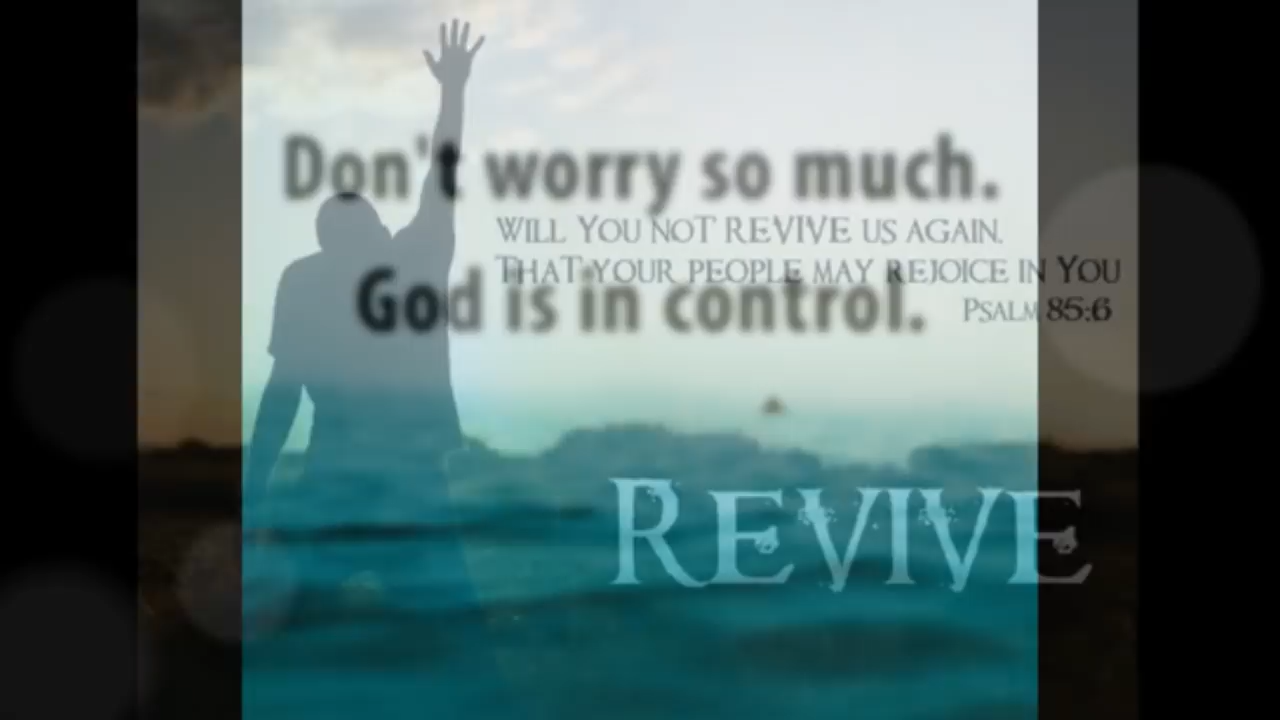 Don't worry so much.
WILL YOU NOT REVIVE US AGAIN.
THAT YOUR PEOPLE MAY REJOICE IN YOU
God is in control.
PSALM 85:6
REVIVE